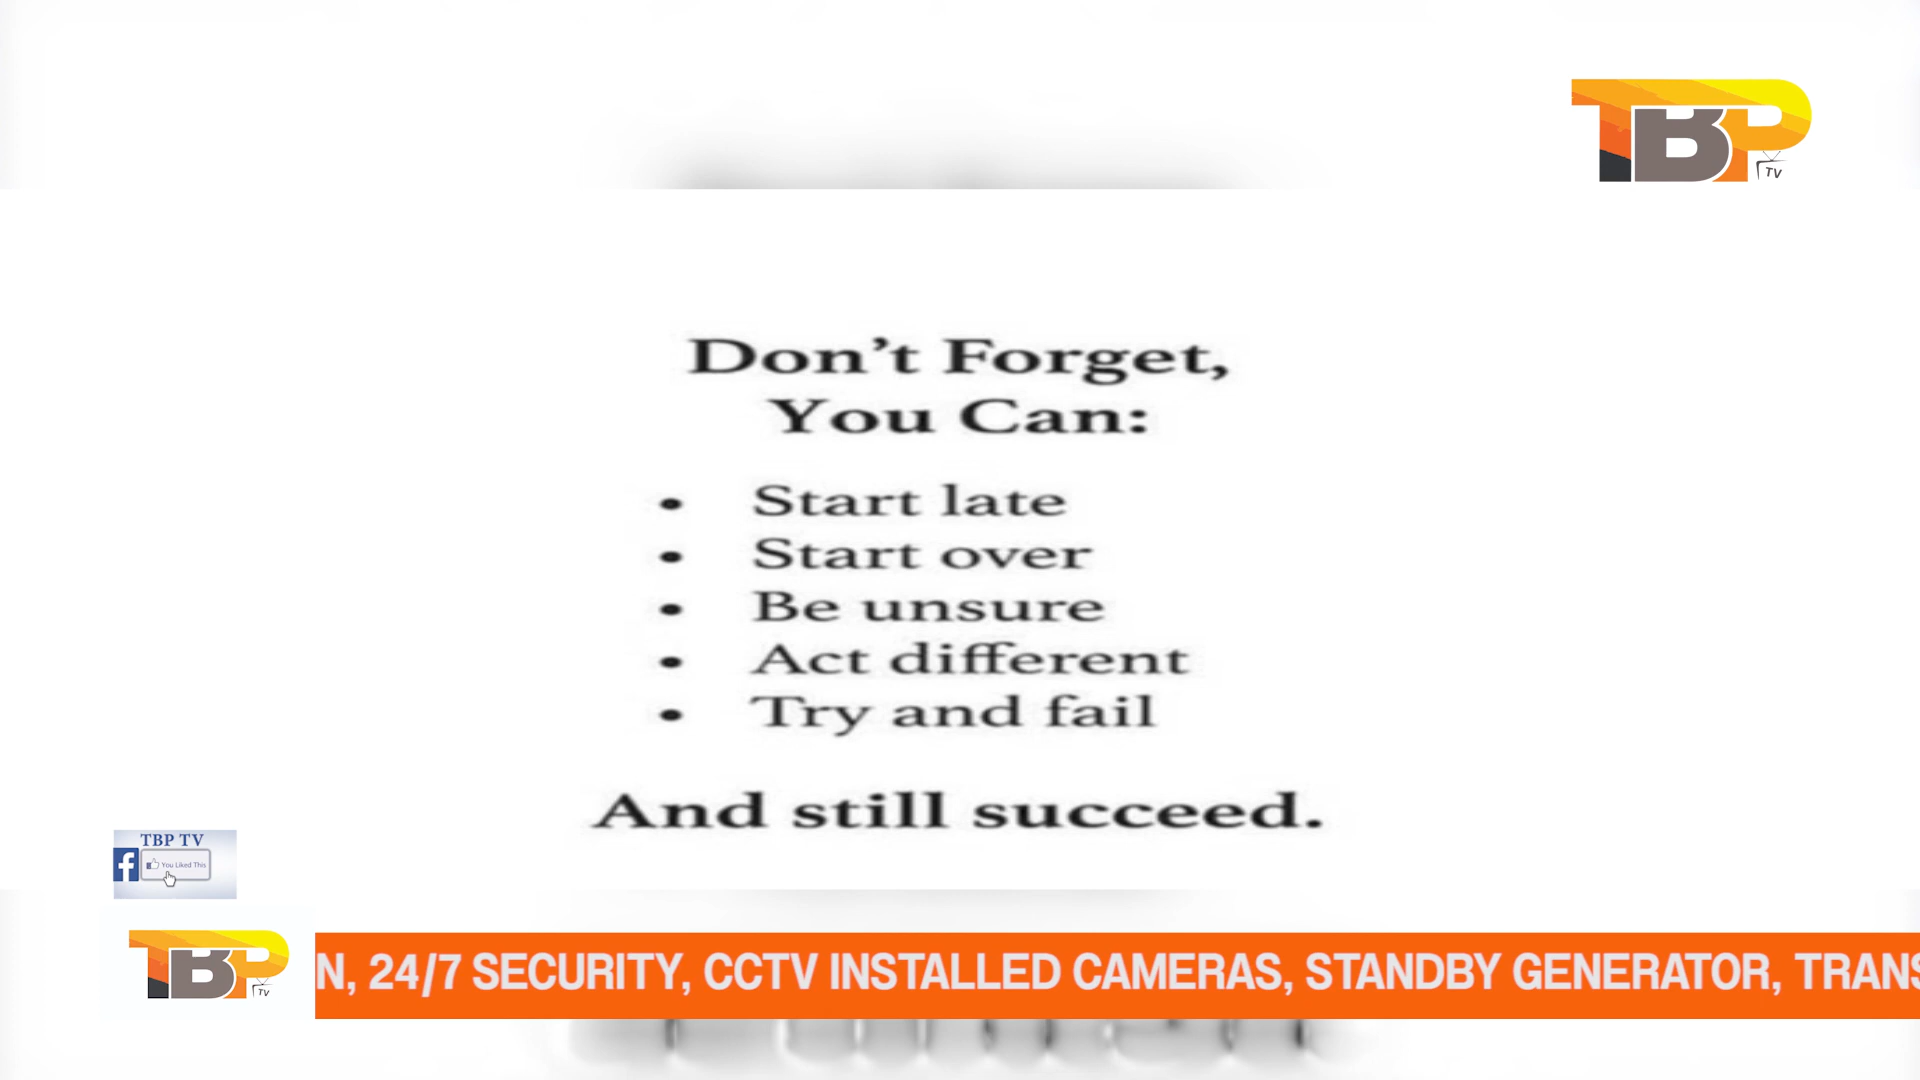 TBP
TV
Don't Forget,
You Can:
• Start late
• Start over
• Be unsure
• Act different
• Try and fail
And still succeed.
TBP TV
f
You Liked This
TBP
TV
N, 24/7 SECURITY, CCTV INSTALLED CAMERAS, STANDBY GENERATOR, TRANS